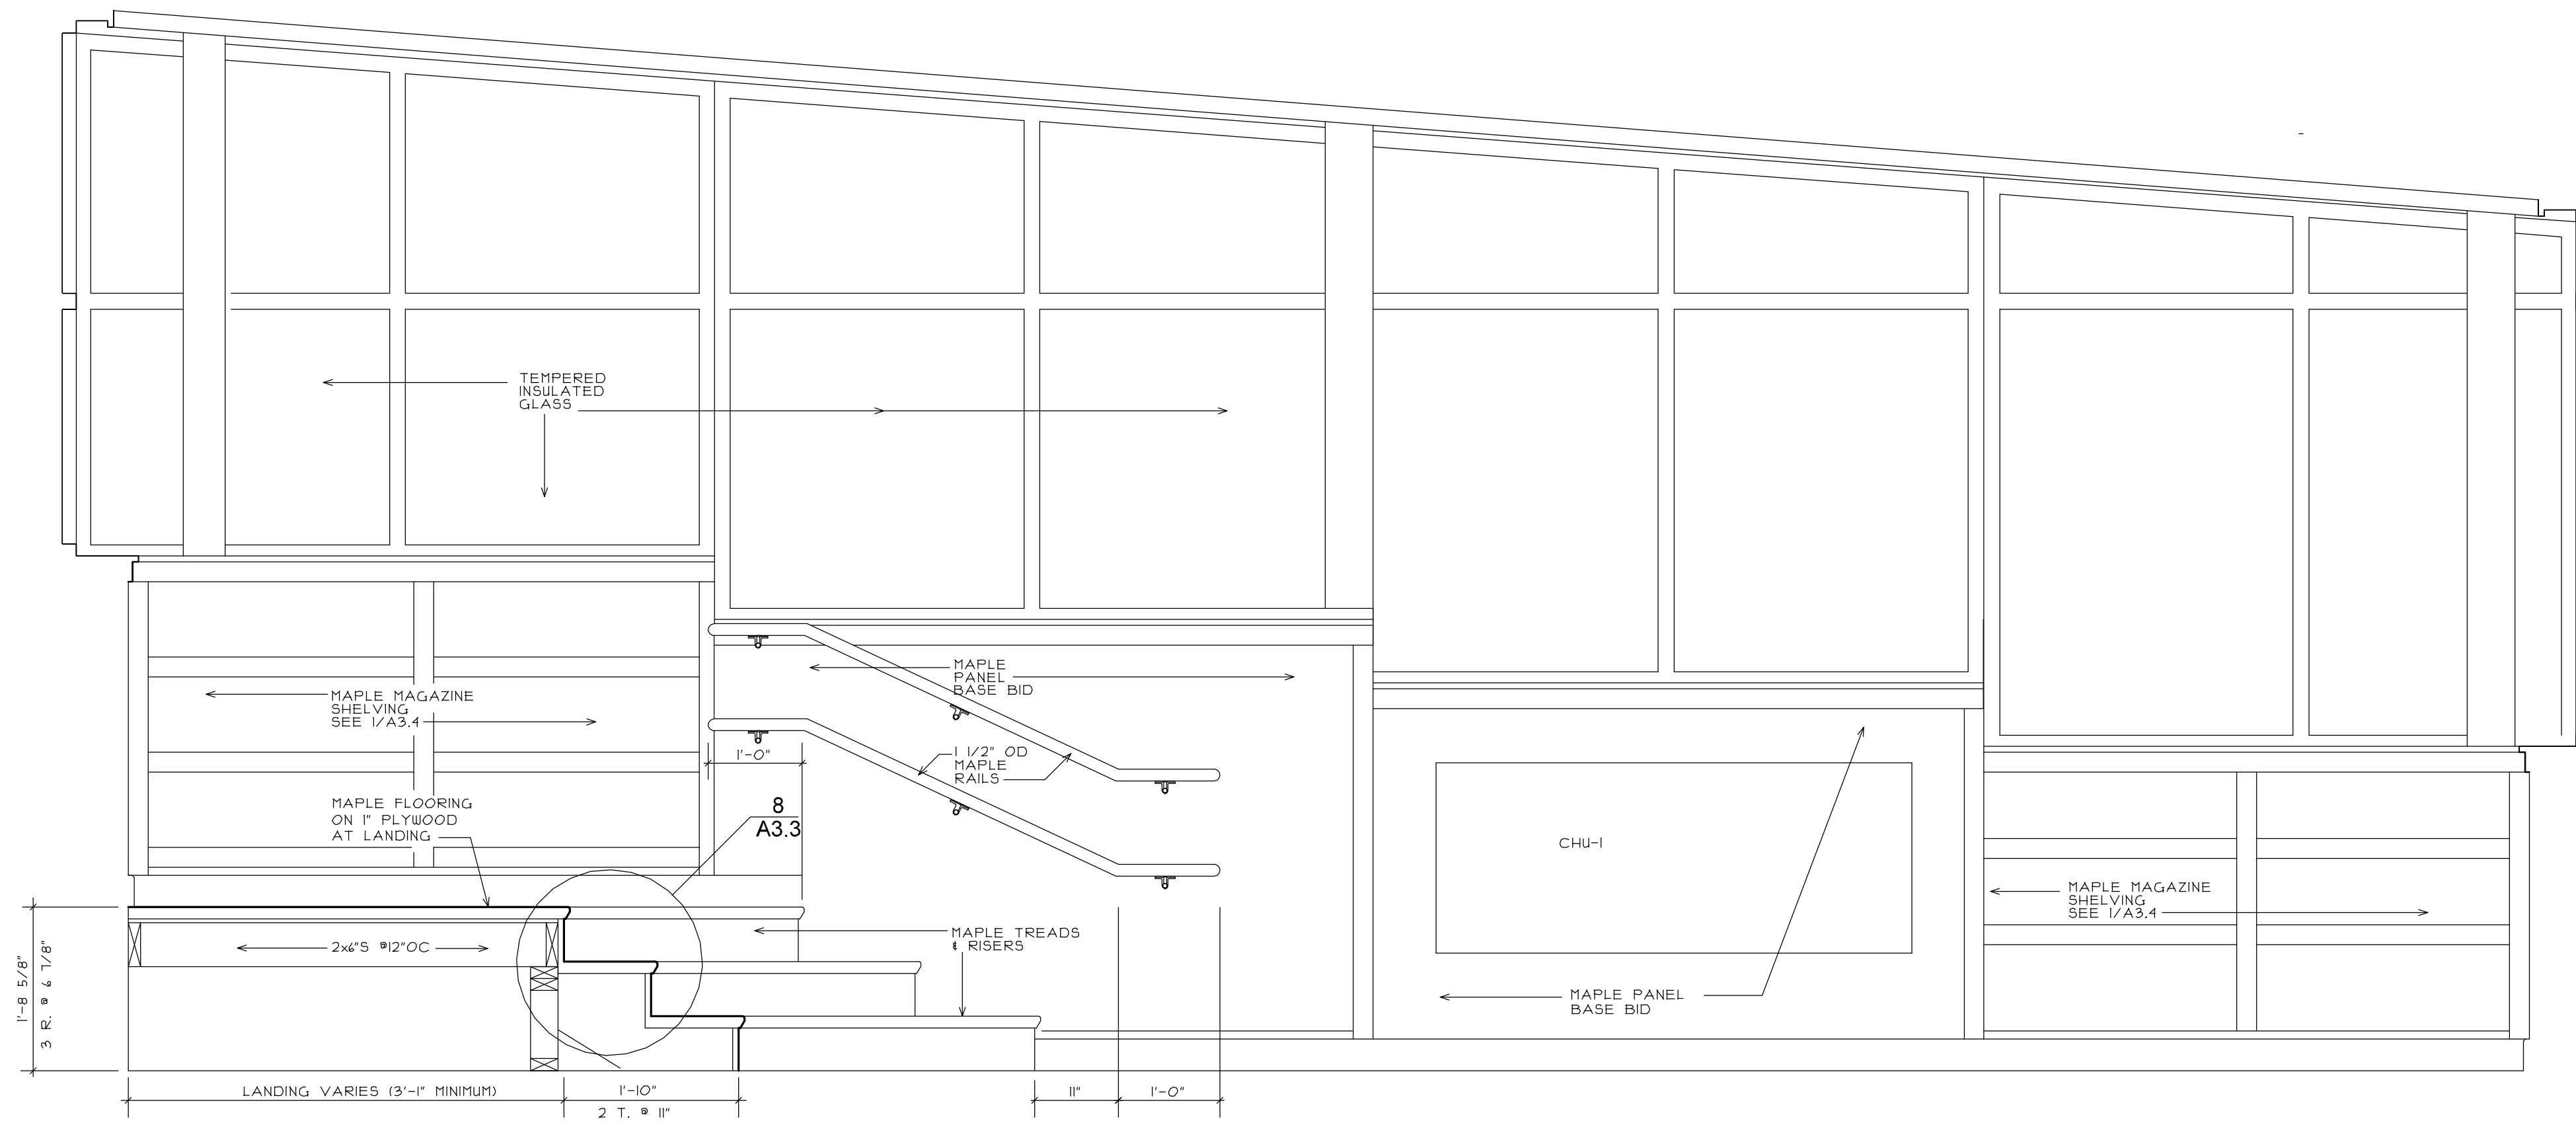 TEMPERED
INSULATED
GLASS
MAPLE
PANEL
BASE BID
MAPLE MAGAZINE
SHELVING
SEE 1/A3.4
1'-0"
1 1/2" OD
MAPLE
RAILS
MAPLE FLOORING
ON 1" PLYWOOD
AT LANDING
8
A3.3
CHU-1
MAPLE MAGAZINE
SHELVING
SEE 1/A3.4
MAPLE TREADS
& RISERS
2x6"S @12"OC
1'-8 5/8"
3 R. @ 6 7/8"
MAPLE PANEL
BASE BID
LANDING VARIES (3'-1" MINIMUM)
1'-10"
2 T. @ 11"
11"
1'-0"